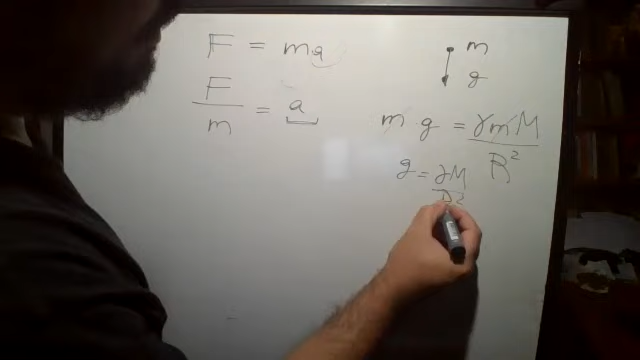 F = ma
F/m = a
m
g
m g = γmM/R²
g = γM/R²